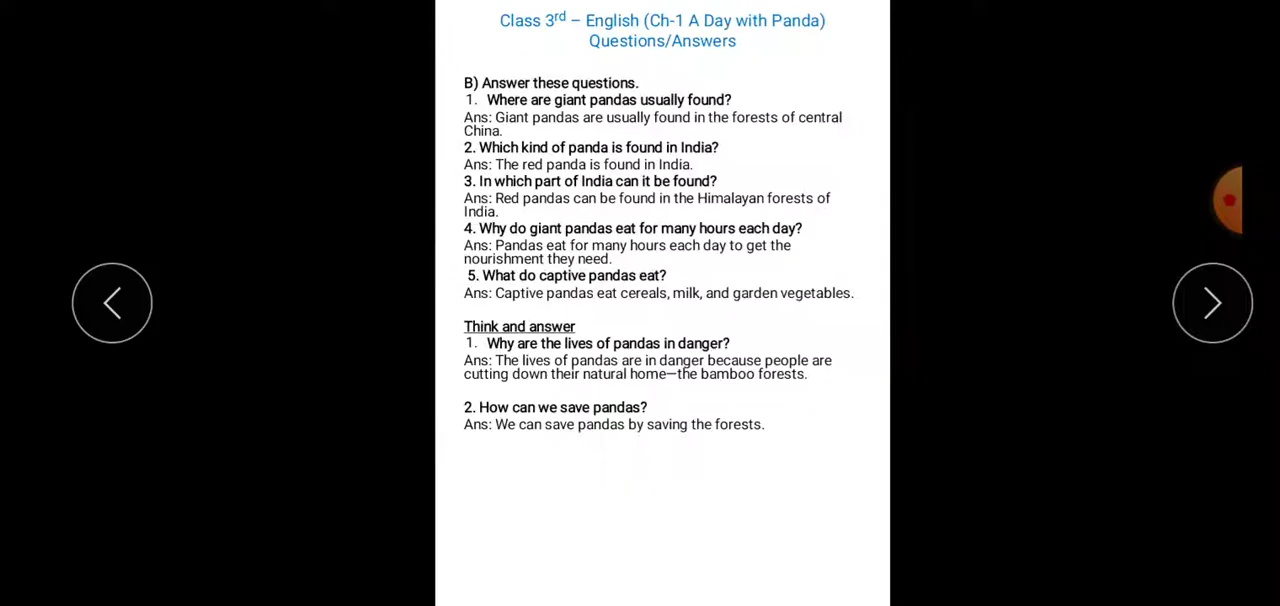 Class 3rd – English (Ch-1 A Day with Panda)
Questions/Answers
B) Answer these questions.
1. Where are giant pandas usually found?
Ans: Giant pandas are usually found in the forests of central
China.
2. Which kind of panda is found in India?
Ans: The red panda is found in India.
3. In which part of India can it be found?
Ans: Red pandas can be found in the Himalayan forests of
India.
4. Why do giant pandas eat for many hours each day?
Ans: Pandas eat for many hours each day to get the
nourishment they need.
5. What do captive pandas eat?
Ans: Captive pandas eat cereals, milk, and garden vegetables.
Think and answer
1. Why are the lives of pandas in danger?
Ans: The lives of pandas are in danger because people are
cutting down their natural home—the bamboo forests.
2. How can we save pandas?
Ans: We can save pandas by saving the forests.